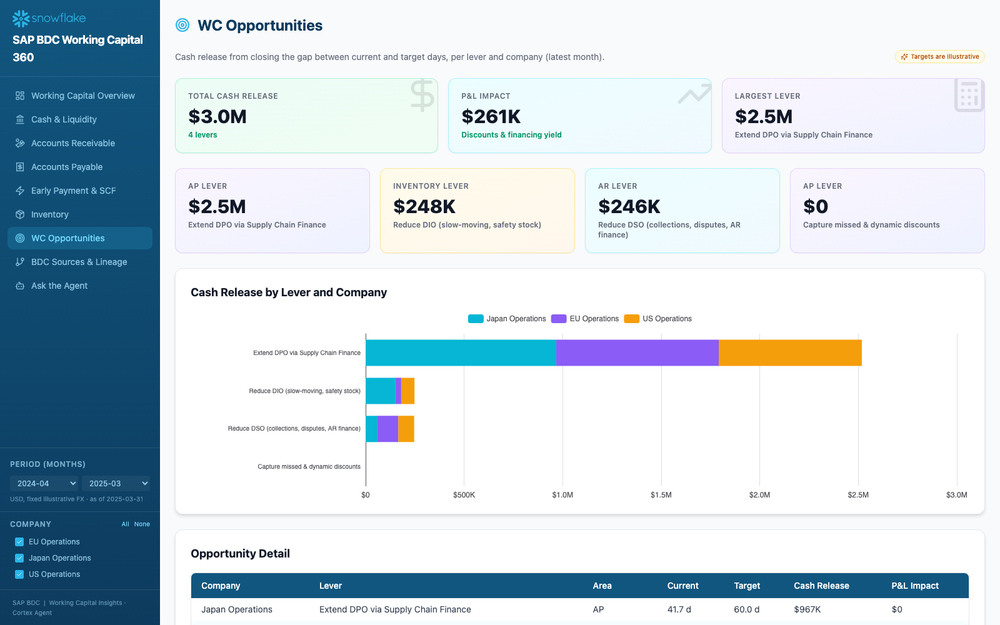 snowflake
SAP BDC Working Capital
360
Working Capital Overview
Cash & Liquidity
Accounts Receivable
Accounts Payable
Early Payment & SCF
Inventory
WC Opportunities
BDC Sources & Lineage
Ask the Agent
PERIOD (MONTHS)
2024-04
2025-03
USD, fixed illustrative FX · as of 2025-03-31
COMPANY
All None
EU Operations
Japan Operations
US Operations
SAP BDC | Working Capital Insights ·
Cortex Agent
WC Opportunities
Cash release from closing the gap between current and target days, per lever and company (latest month).
Targets are illustrative
TOTAL CASH RELEASE
$3.0M
4 levers
P&L IMPACT
$261K
Discounts & financing yield
LARGEST LEVER
$2.5M
Extend DPO via Supply Chain Finance
AP LEVER
$2.5M
Extend DPO via Supply Chain Finance
INVENTORY LEVER
$248K
Reduce DIO (slow-moving, safety stock)
AR LEVER
$246K
Reduce DSO (collections, disputes, AR
finance)
AP LEVER
$0
Capture missed & dynamic discounts
Cash Release by Lever and Company
Japan Operations EU Operations US Operations
Extend DPO via Supply Chain Finance
Reduce DIO (slow-moving, safety stock)
Reduce DSO (collections, disputes, AR finance)
Capture missed & dynamic discounts
$0 $500K $1.0M $1.5M $2.0M $2.5M $3.0M
Opportunity Detail
Company Lever Area Current Target Cash Release P&L Impact
Japan Operations Extend DPO via Supply Chain Finance AP 41.7 d 60.0 d $967K $0